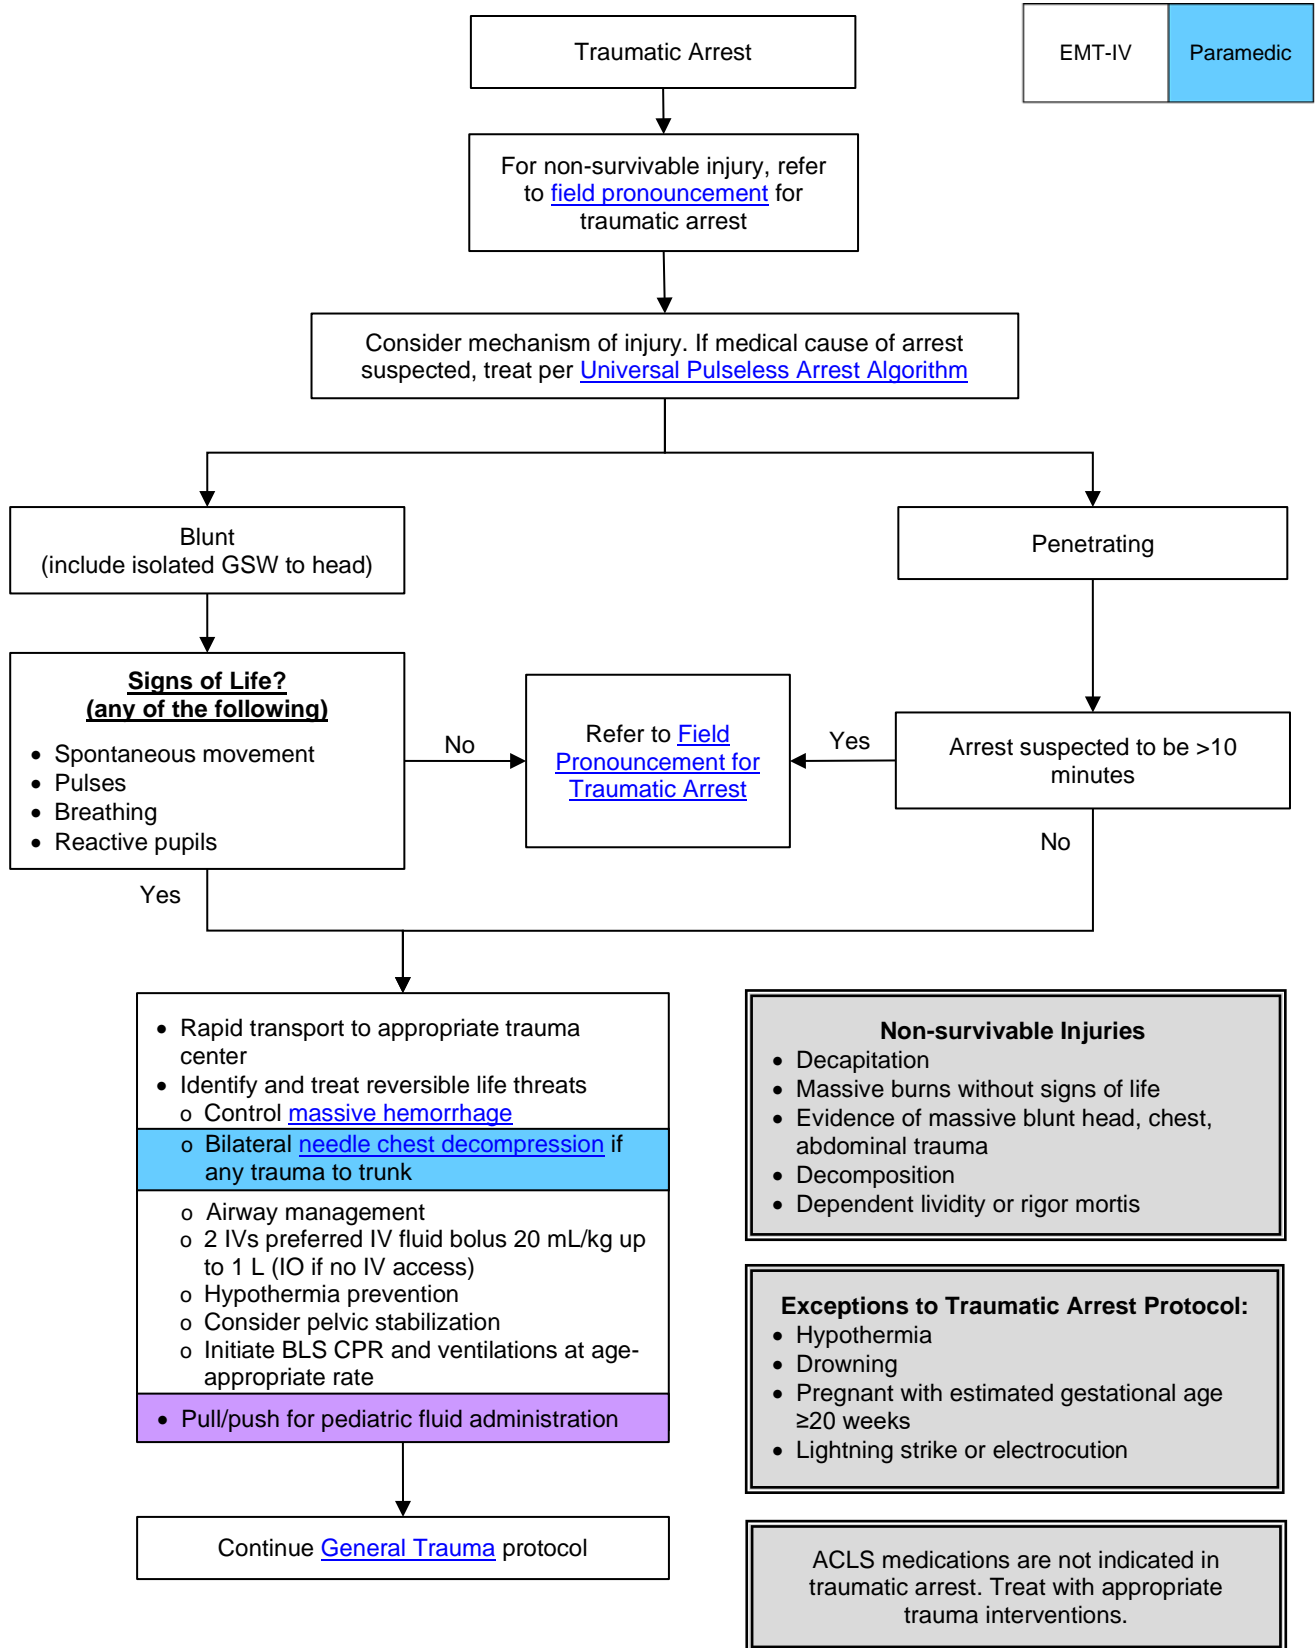 Traumatic Arrest
EMT-IV
Paramedic
For non-survivable injury, refer
to field pronouncement for
traumatic arrest
Consider mechanism of injury. If medical cause of arrest
suspected, treat per Universal Pulseless Arrest Algorithm
Blunt
(include isolated GSW to head)
Penetrating
Signs of Life?
(any of the following)
• Spontaneous movement
• Pulses
• Breathing
• Reactive pupils
No
Refer to Field
Pronouncement for
Traumatic Arrest
Yes
Arrest suspected to be >10
minutes
Yes
No
• Rapid transport to appropriate trauma
center
• Identify and treat reversible life threats
o Control massive hemorrhage
o Bilateral needle chest decompression if
any trauma to trunk
o Airway management
o 2 IVs preferred IV fluid bolus 20 mL/kg up
to 1 L (IO if no IV access)
o Hypothermia prevention
o Consider pelvic stabilization
o Initiate BLS CPR and ventilations at age-
appropriate rate
• Pull/push for pediatric fluid administration
Continue General Trauma protocol
Non-survivable Injuries
• Decapitation
• Massive burns without signs of life
• Evidence of massive blunt head, chest,
abdominal trauma
• Decomposition
• Dependent lividity or rigor mortis
Exceptions to Traumatic Arrest Protocol:
• Hypothermia
• Drowning
• Pregnant with estimated gestational age
≥20 weeks
• Lightning strike or electrocution
ACLS medications are not indicated in
traumatic arrest. Treat with appropriate
trauma interventions.